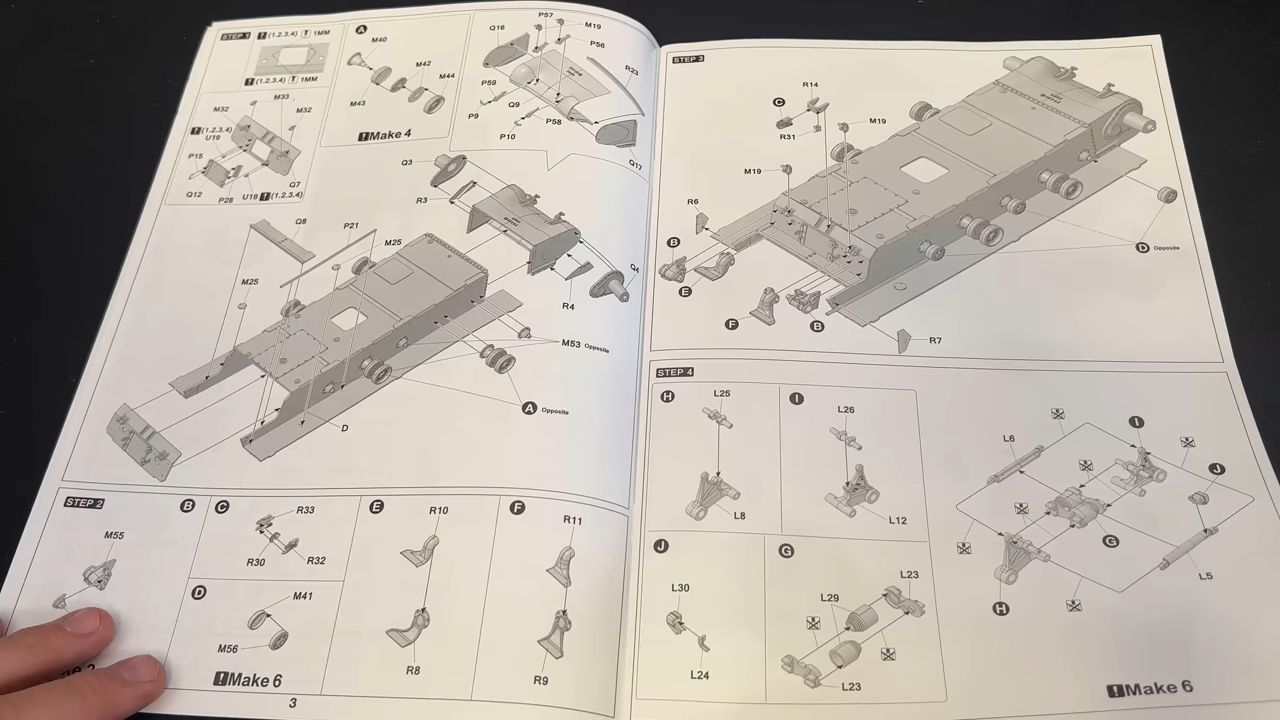 STEP 1
! (1.2.3.4) 1MM
! (1.2.3.4) 1MM
M33
M32
M32
! (1.2.3.4)
U19
P15
Q7
Q12
P28
U19 ! (1.2.3.4)
A
M40
M42
M44
M43
! Make 4
P57
Q16
M19
P56
R23
P59
Q9
P9
P58
P10
Q17
Q3
R3
Q8
P21
M25
Q4
R4
M25
M53 Opposite
A Opposite
D
STEP 2
B
M55
C
R33
R30
R32
D
M41
M56
! Make 6
E
R10
R8
F
R11
R9
3
STEP 3
R14
C
R31
M19
M19
R6
B
E
F
B
R7
D Opposite
STEP 4
H
L25
L8
I
L26
L12
J
L30
L24
G
L23
L29
L23
I
L6
J
G
L5
H
! Make 6